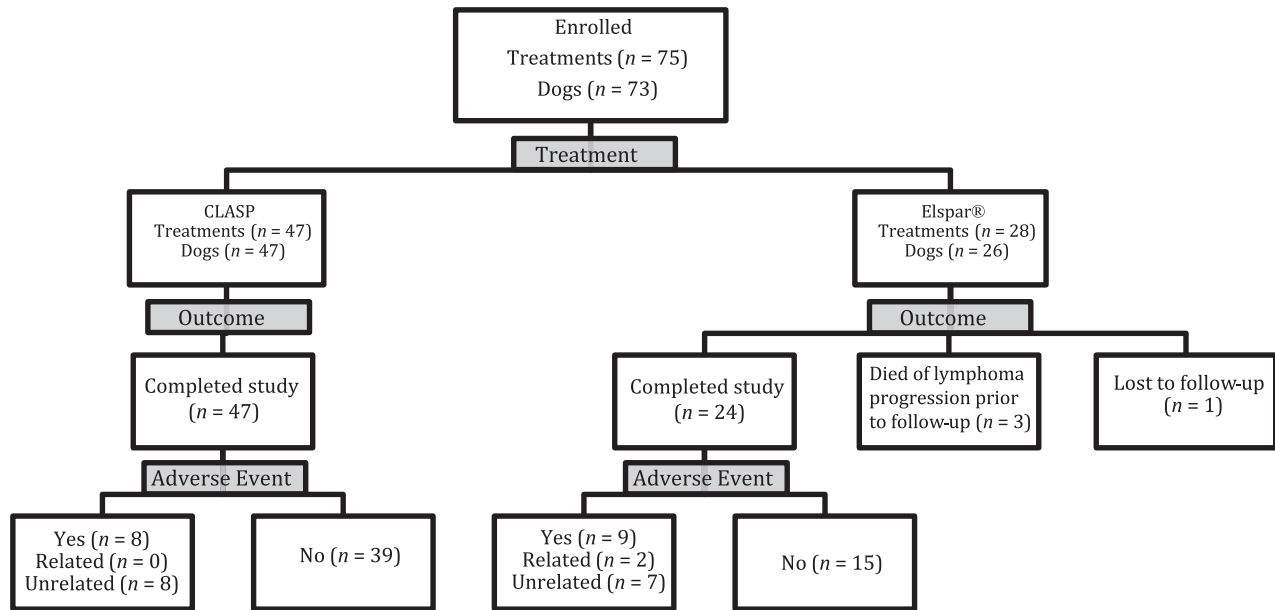 Enrolled
Treatments (n = 75)
Dogs (n = 73)
Treatment
CLASP
Treatments (n = 47)
Dogs (n = 47)
Elspar®
Treatments (n = 28)
Dogs (n = 26)
Outcome
Outcome
Completed study
(n = 47)
Completed study
(n = 24)
Died of lymphoma
progression prior
to follow-up (n = 3)
Lost to follow-up
(n = 1)
Adverse Event
Adverse Event
Yes (n = 8)
Related (n = 0)
Unrelated (n = 8)
No (n = 39)
Yes (n = 9)
Related (n = 2)
Unrelated (n = 7)
No (n = 15)